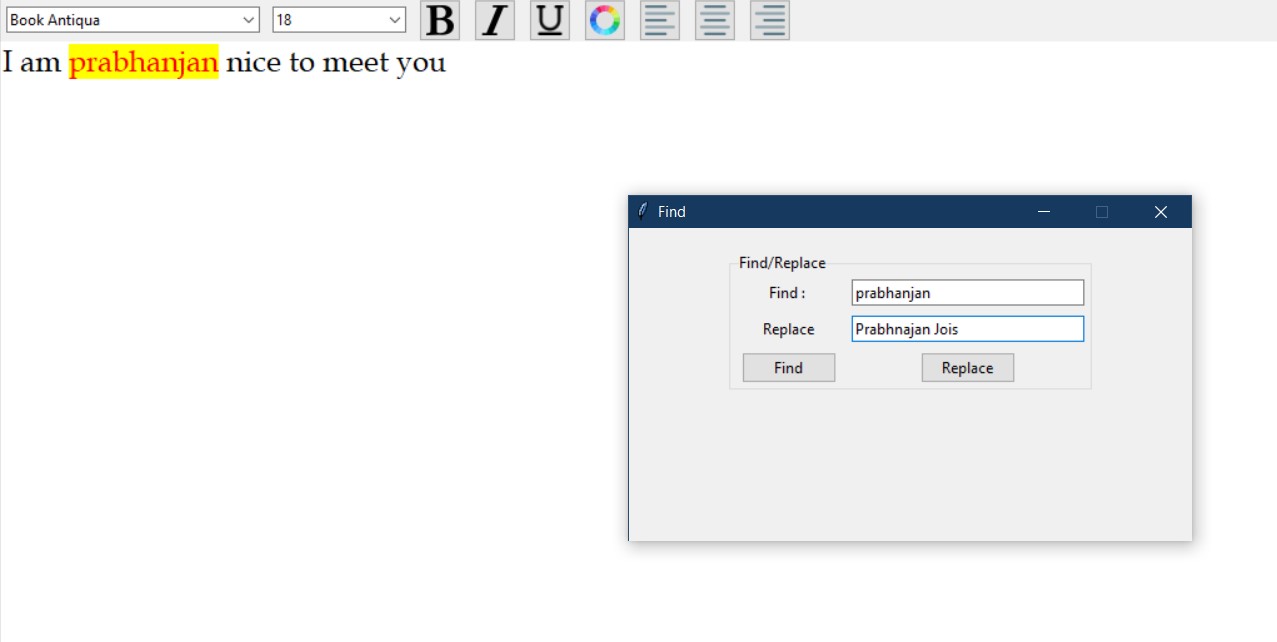 Book Antiqua 18 B I U
I am prabhanjan nice to meet you
Find
Find/Replace
Find : prabhanjan
Replace Prabhnajan Jois
Find Replace